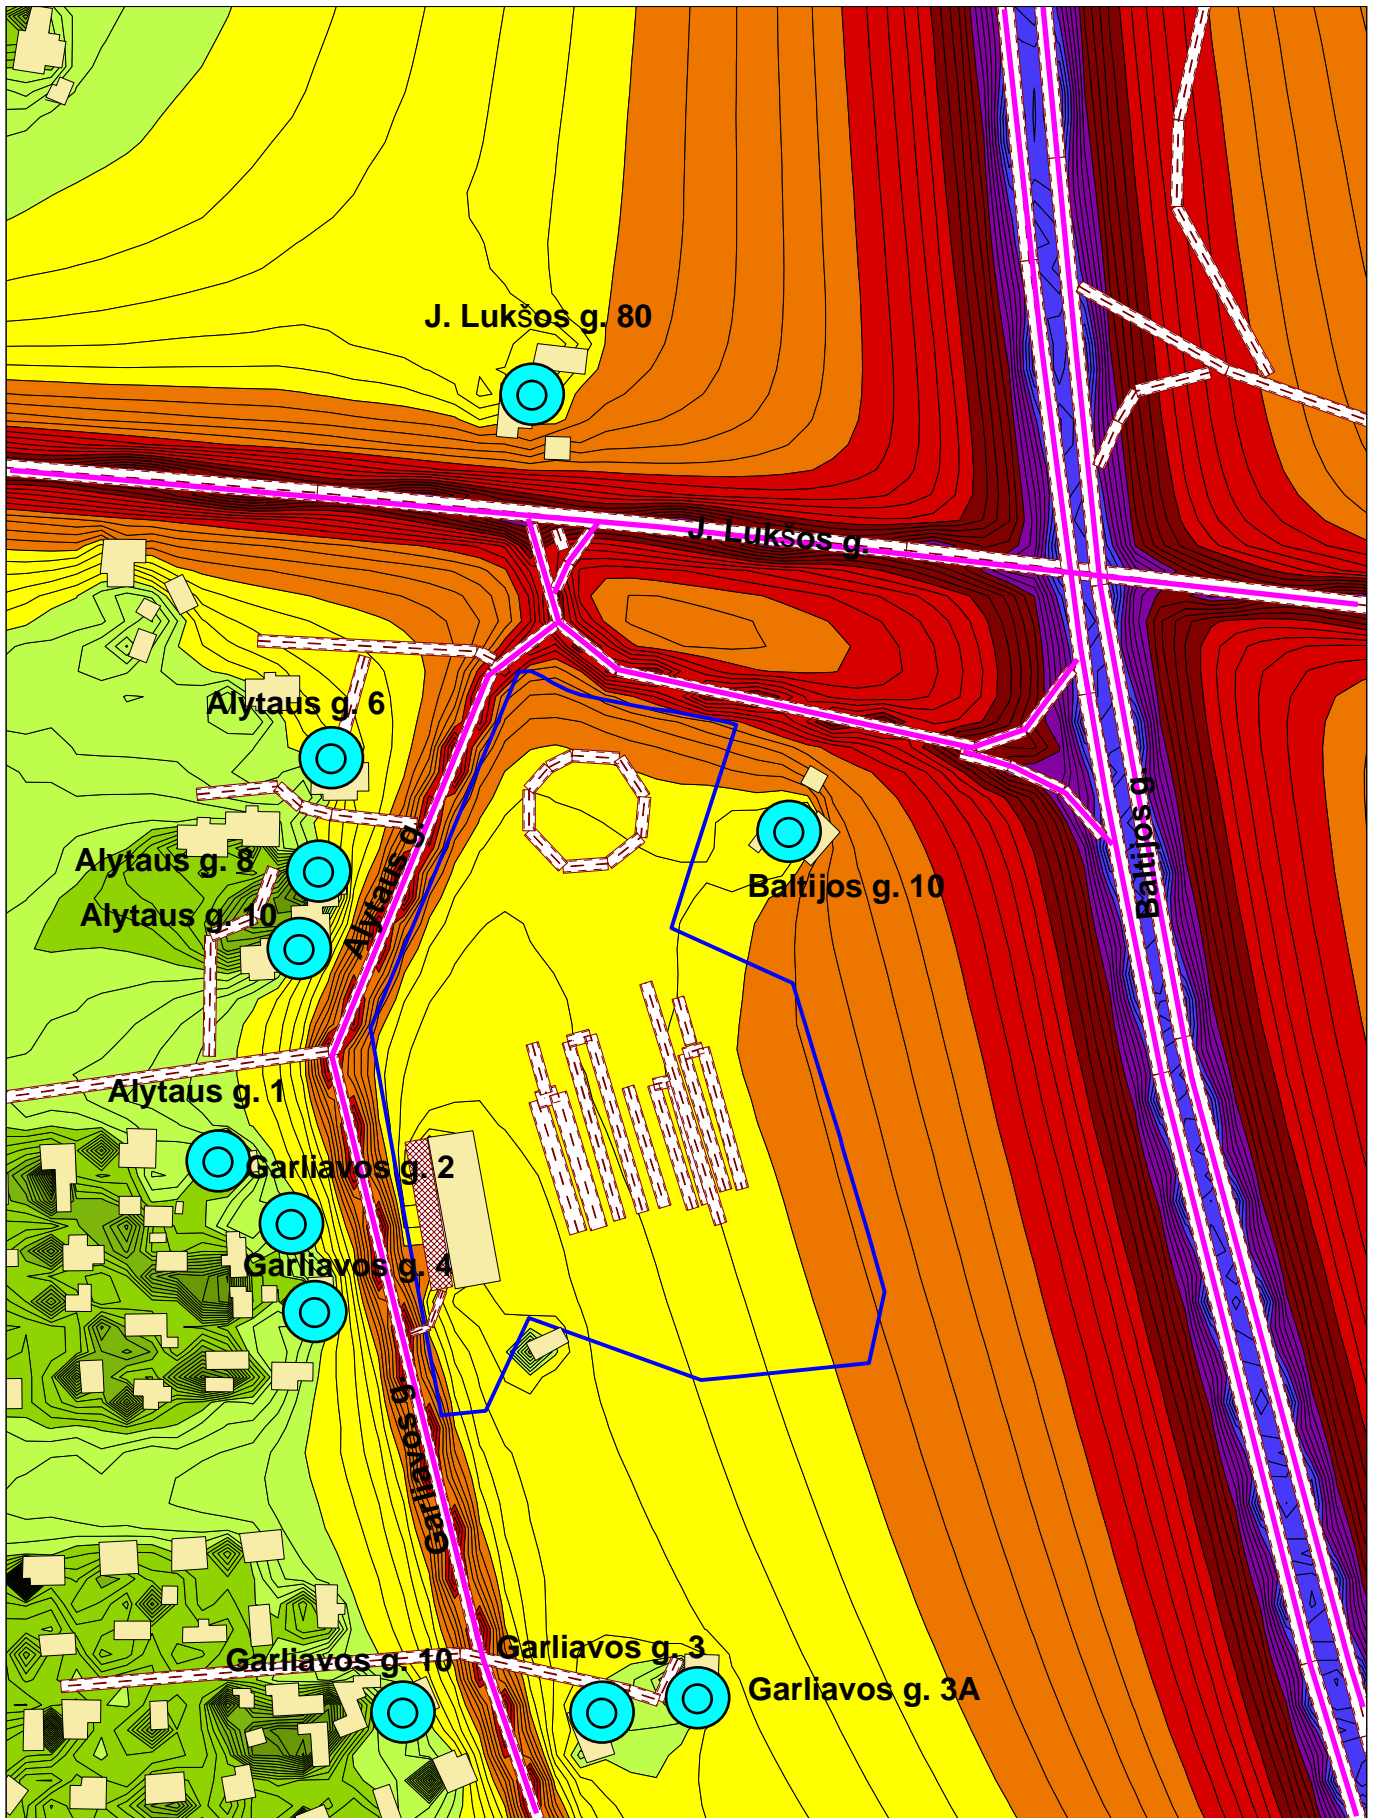 J. Lukšos g. 80
J. Lukšos g.
Alytaus g. 6
Baltijos g.
Alytaus g.
Alytaus g. 8
Baltijos g. 10
Alytaus g. 10
Alytaus g. 1
Garliavos g. 2
Garliavos g. 4
Garliavos g.
Garliavos g. 3
Garliavos g. 10
Garliavos g. 3A